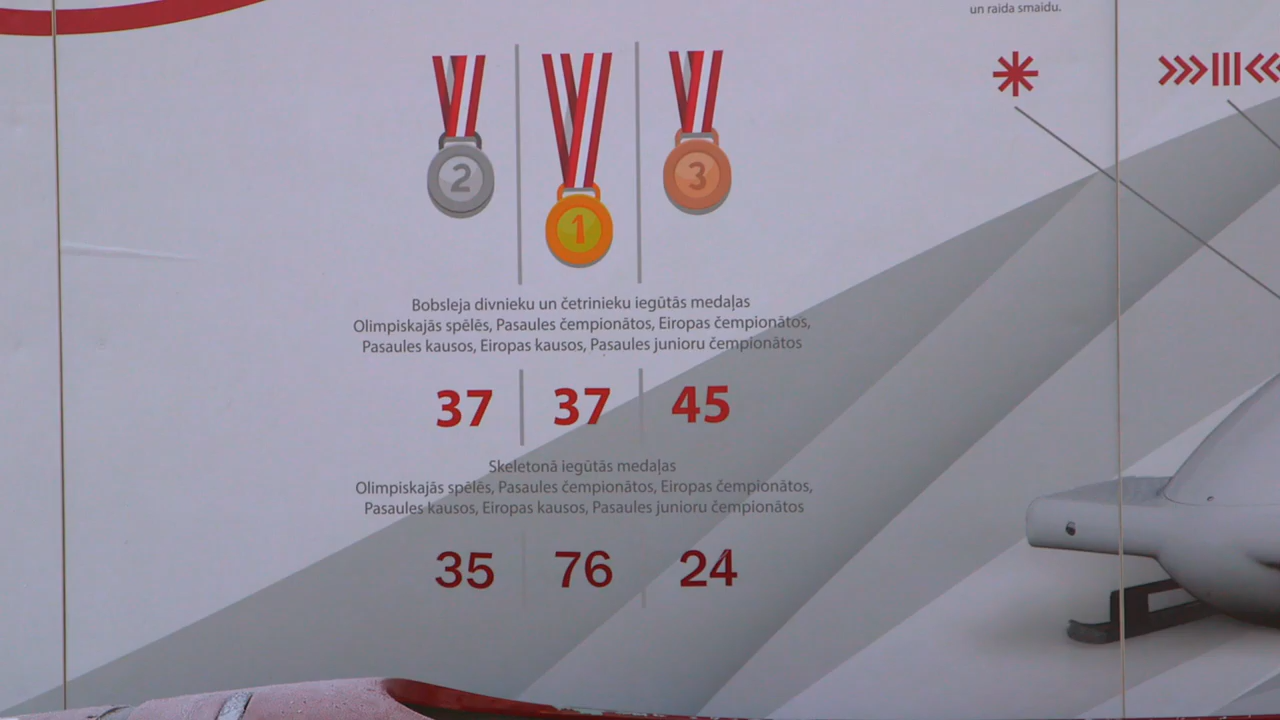 un raida smaidu.
2
1
3
Bobsleja divnieku un četrinieku iegūtās medaļas
Olimpiskajās spēlēs, Pasaules čempionātos, Eiropas čempionātos,
Pasaules kausos, Eiropas kausos, Pasaules junioru čempionātos
37 37 45
Skeletonā iegūtās medaļas
Olimpiskajās spēlēs, Pasaules čempionātos, Eiropas čempionātos,
Pasaules kausos, Eiropas kausos, Pasaules junioru čempionātos
35 76 24